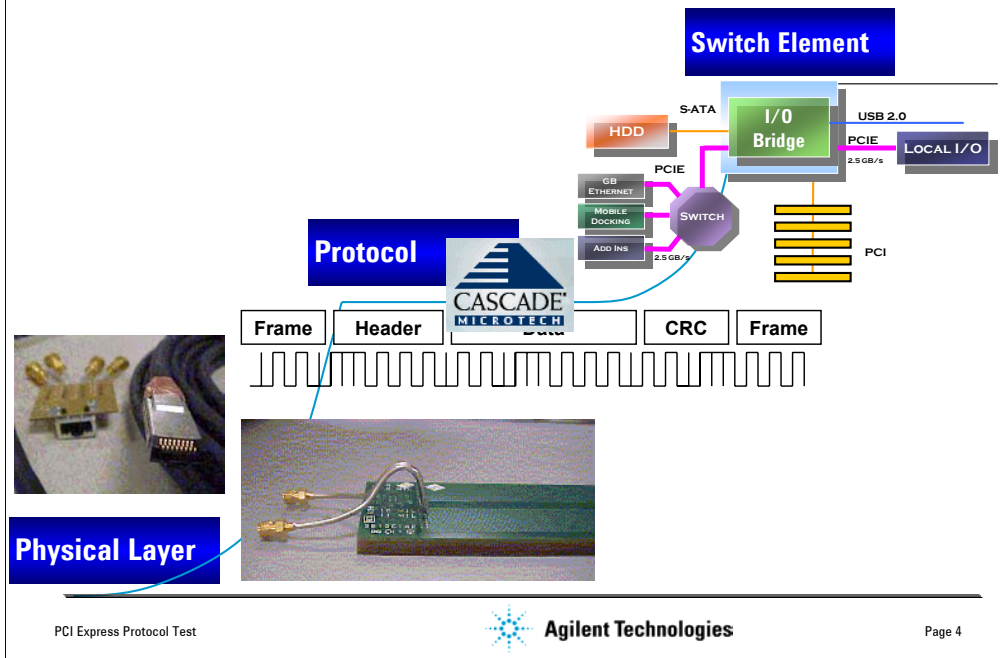 Switch Element
S-ATA
HDD
I/O
Bridge
USB 2.0
PCIE
2.5 GB/s
LOCAL I/O
PCIE
GB
ETHERNET
MOBILE
DOCKING
ADD INS
2.5 GB/s
SWITCH
PCI
Protocol
CASCADE
MICROTECH
Frame
Header
Data
CRC
Frame
Physical Layer
PCI Express Protocol Test
Agilent Technologies
Page 4